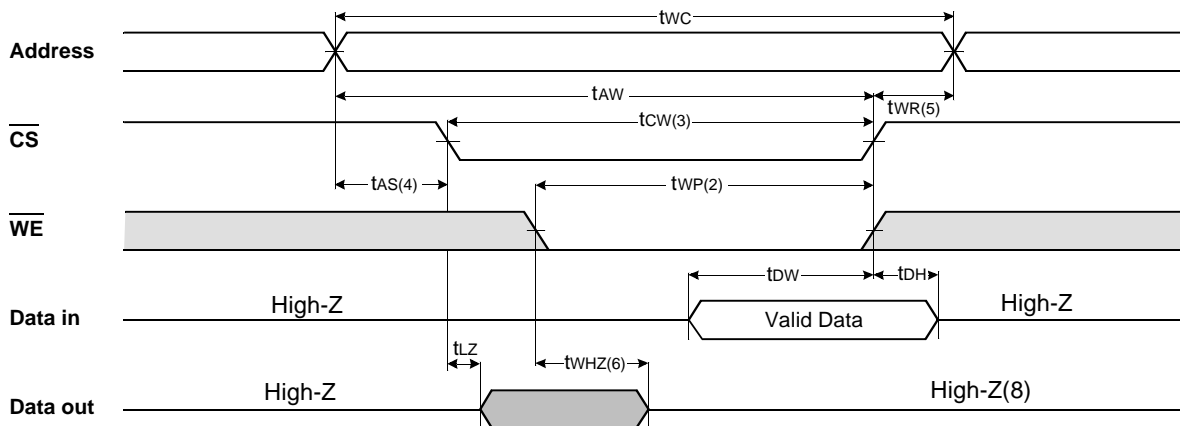 tWC
Address
tAW
tWR(5)
CS
tCW(3)
tAS(4)
tWP(2)
WE
tDW
tDH
Data in
High-Z
Valid Data
High-Z
tLZ
tWHZ(6)
Data out
High-Z
High-Z(8)